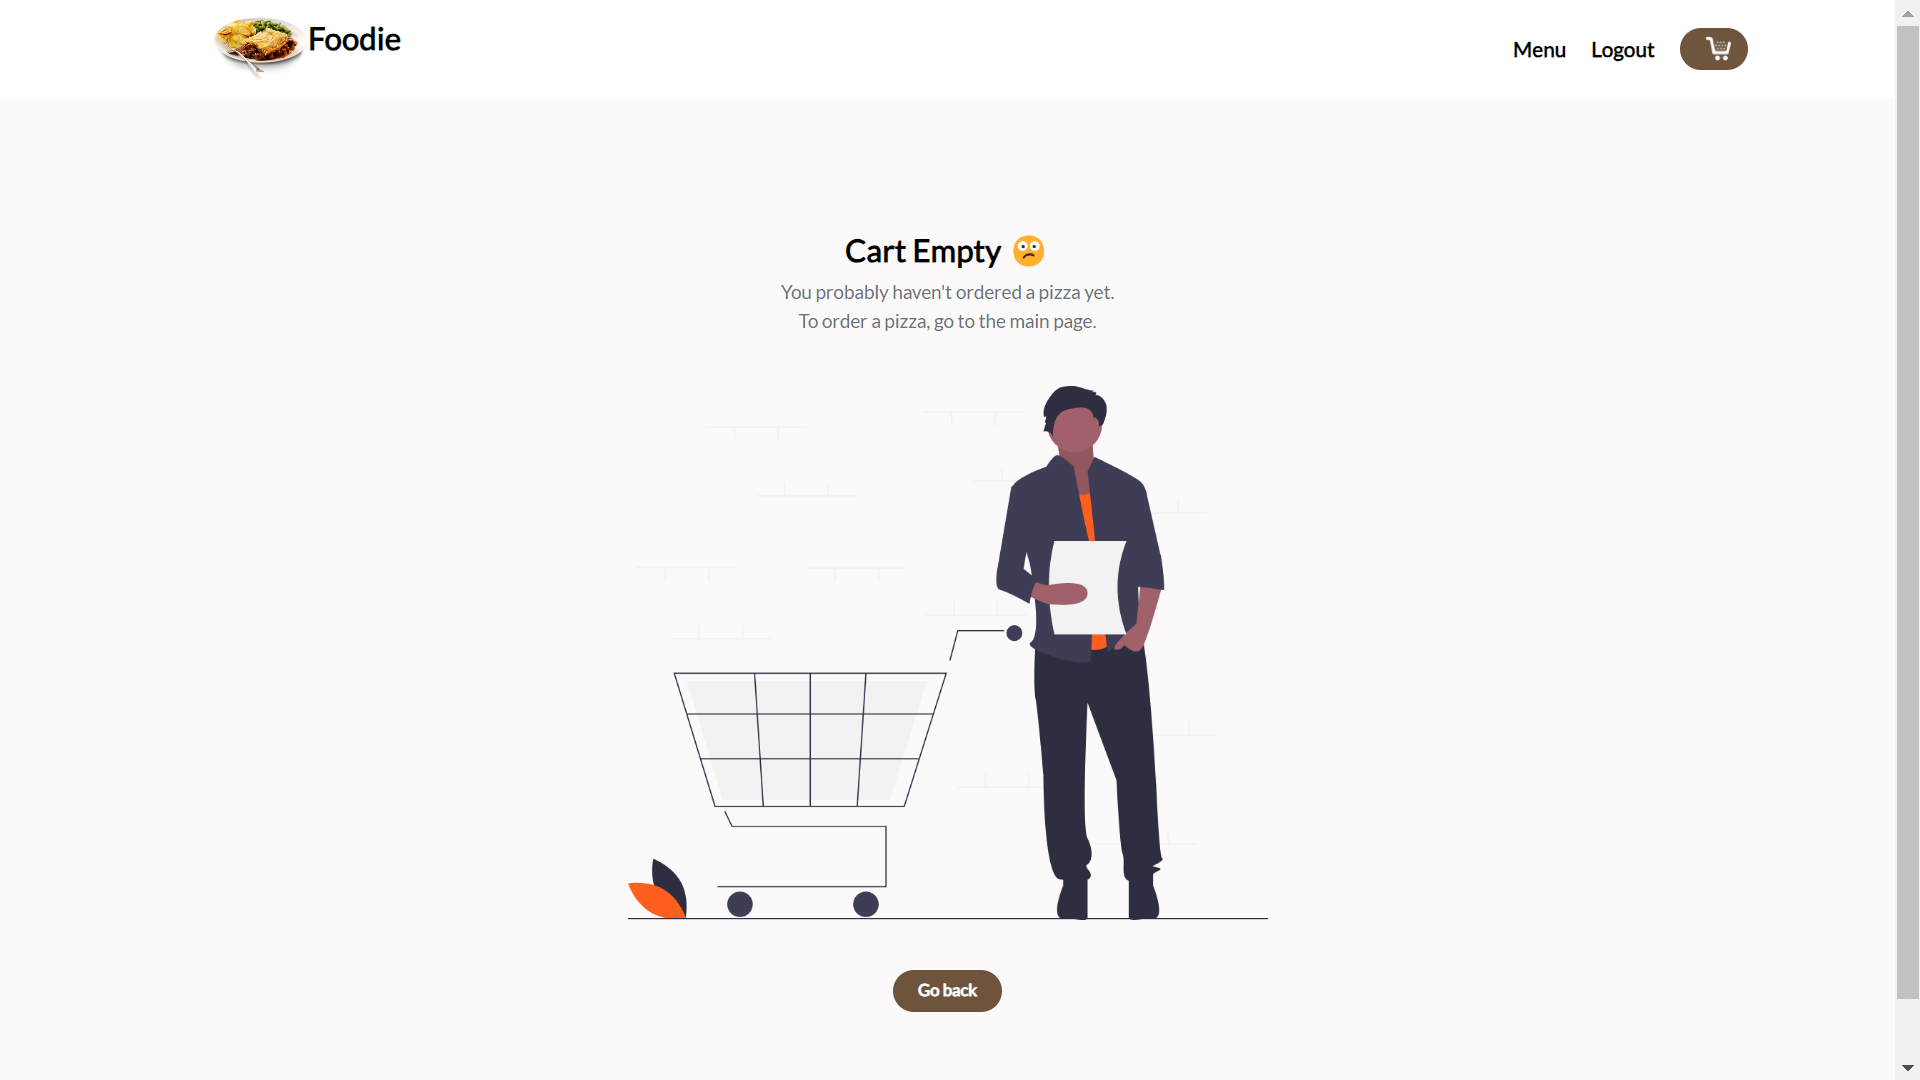 Foodie
Menu
Logout
Cart Empty
You probably haven't ordered a pizza yet.
To order a pizza, go to the main page.
Go back